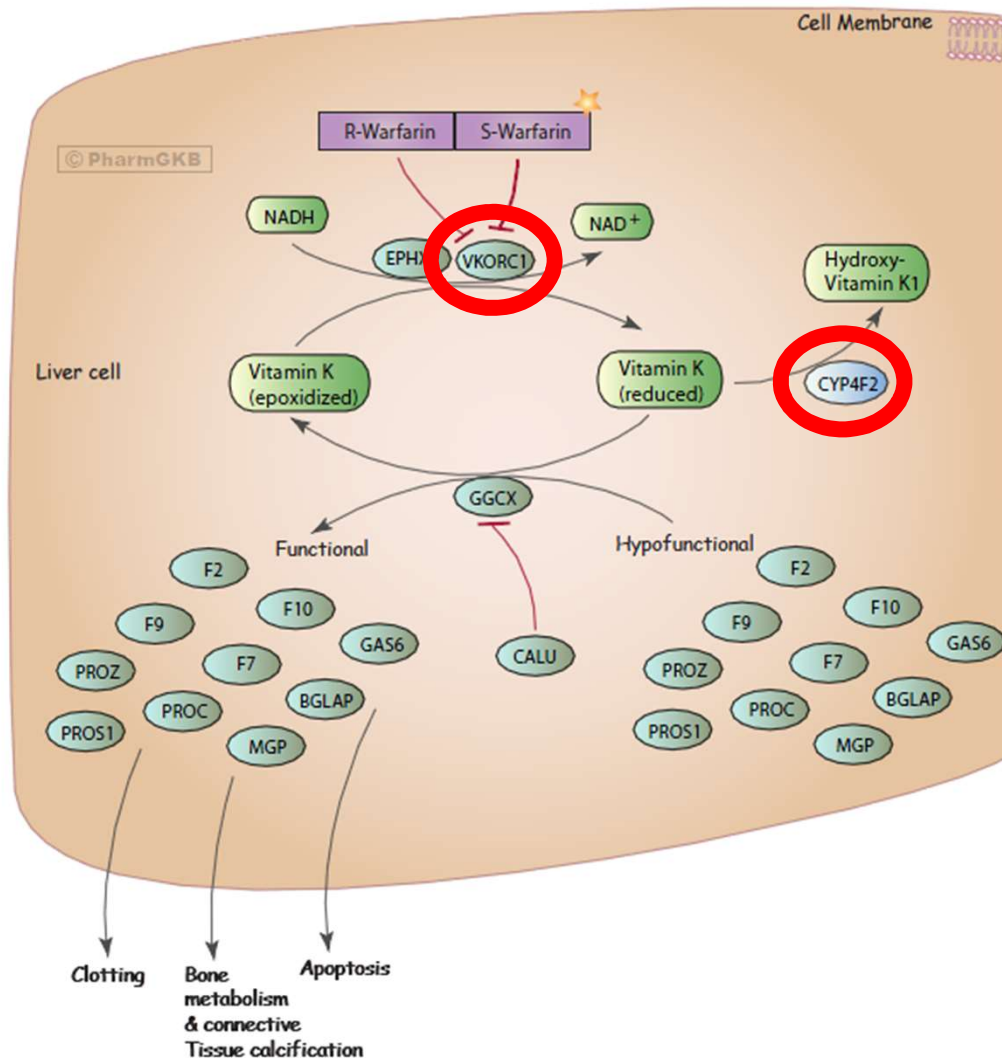 Cell Membrane
R-Warfarin
S-Warfarin
© PharmGKB
NADH
NAD+
EPHX
VKORC1
Hydroxy-
Vitamin K1
Liver cell
Vitamin K
(epoxidized)
Vitamin K
(reduced)
CYP4F2
GGCX
Functional
Hypofunctional
F2
F10
F9
GAS6
F7
PROZ
BGLAP
PROC
PROS1
MGP
CALU
F2
F10
F9
GAS6
F7
PROZ
BGLAP
PROC
PROS1
MGP
Clotting
Bone
metabolism
& connective
Tissue calcification
Apoptosis